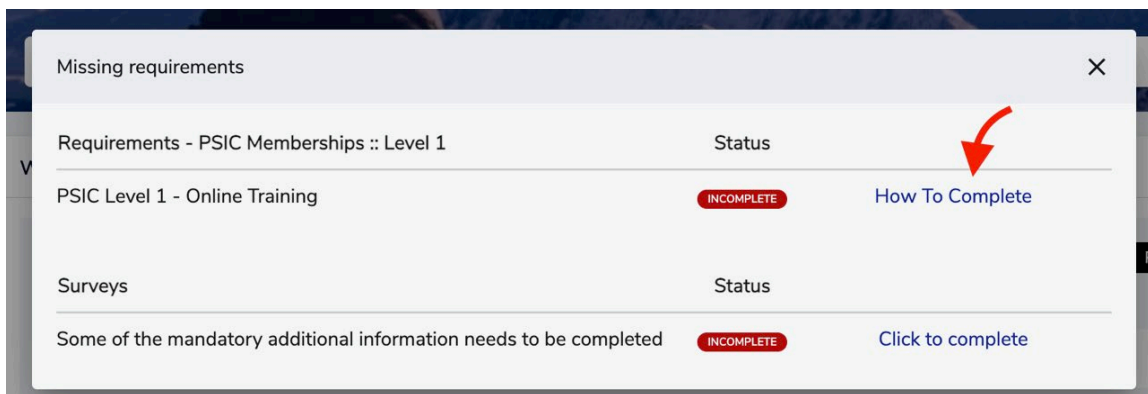 Missing requirements
Requirements - PSIC Memberships :: Level 1 Status
PSIC Level 1 - Online Training INCOMPLETE How To Complete
Surveys Status
Some of the mandatory additional information needs to be completed INCOMPLETE Click to complete